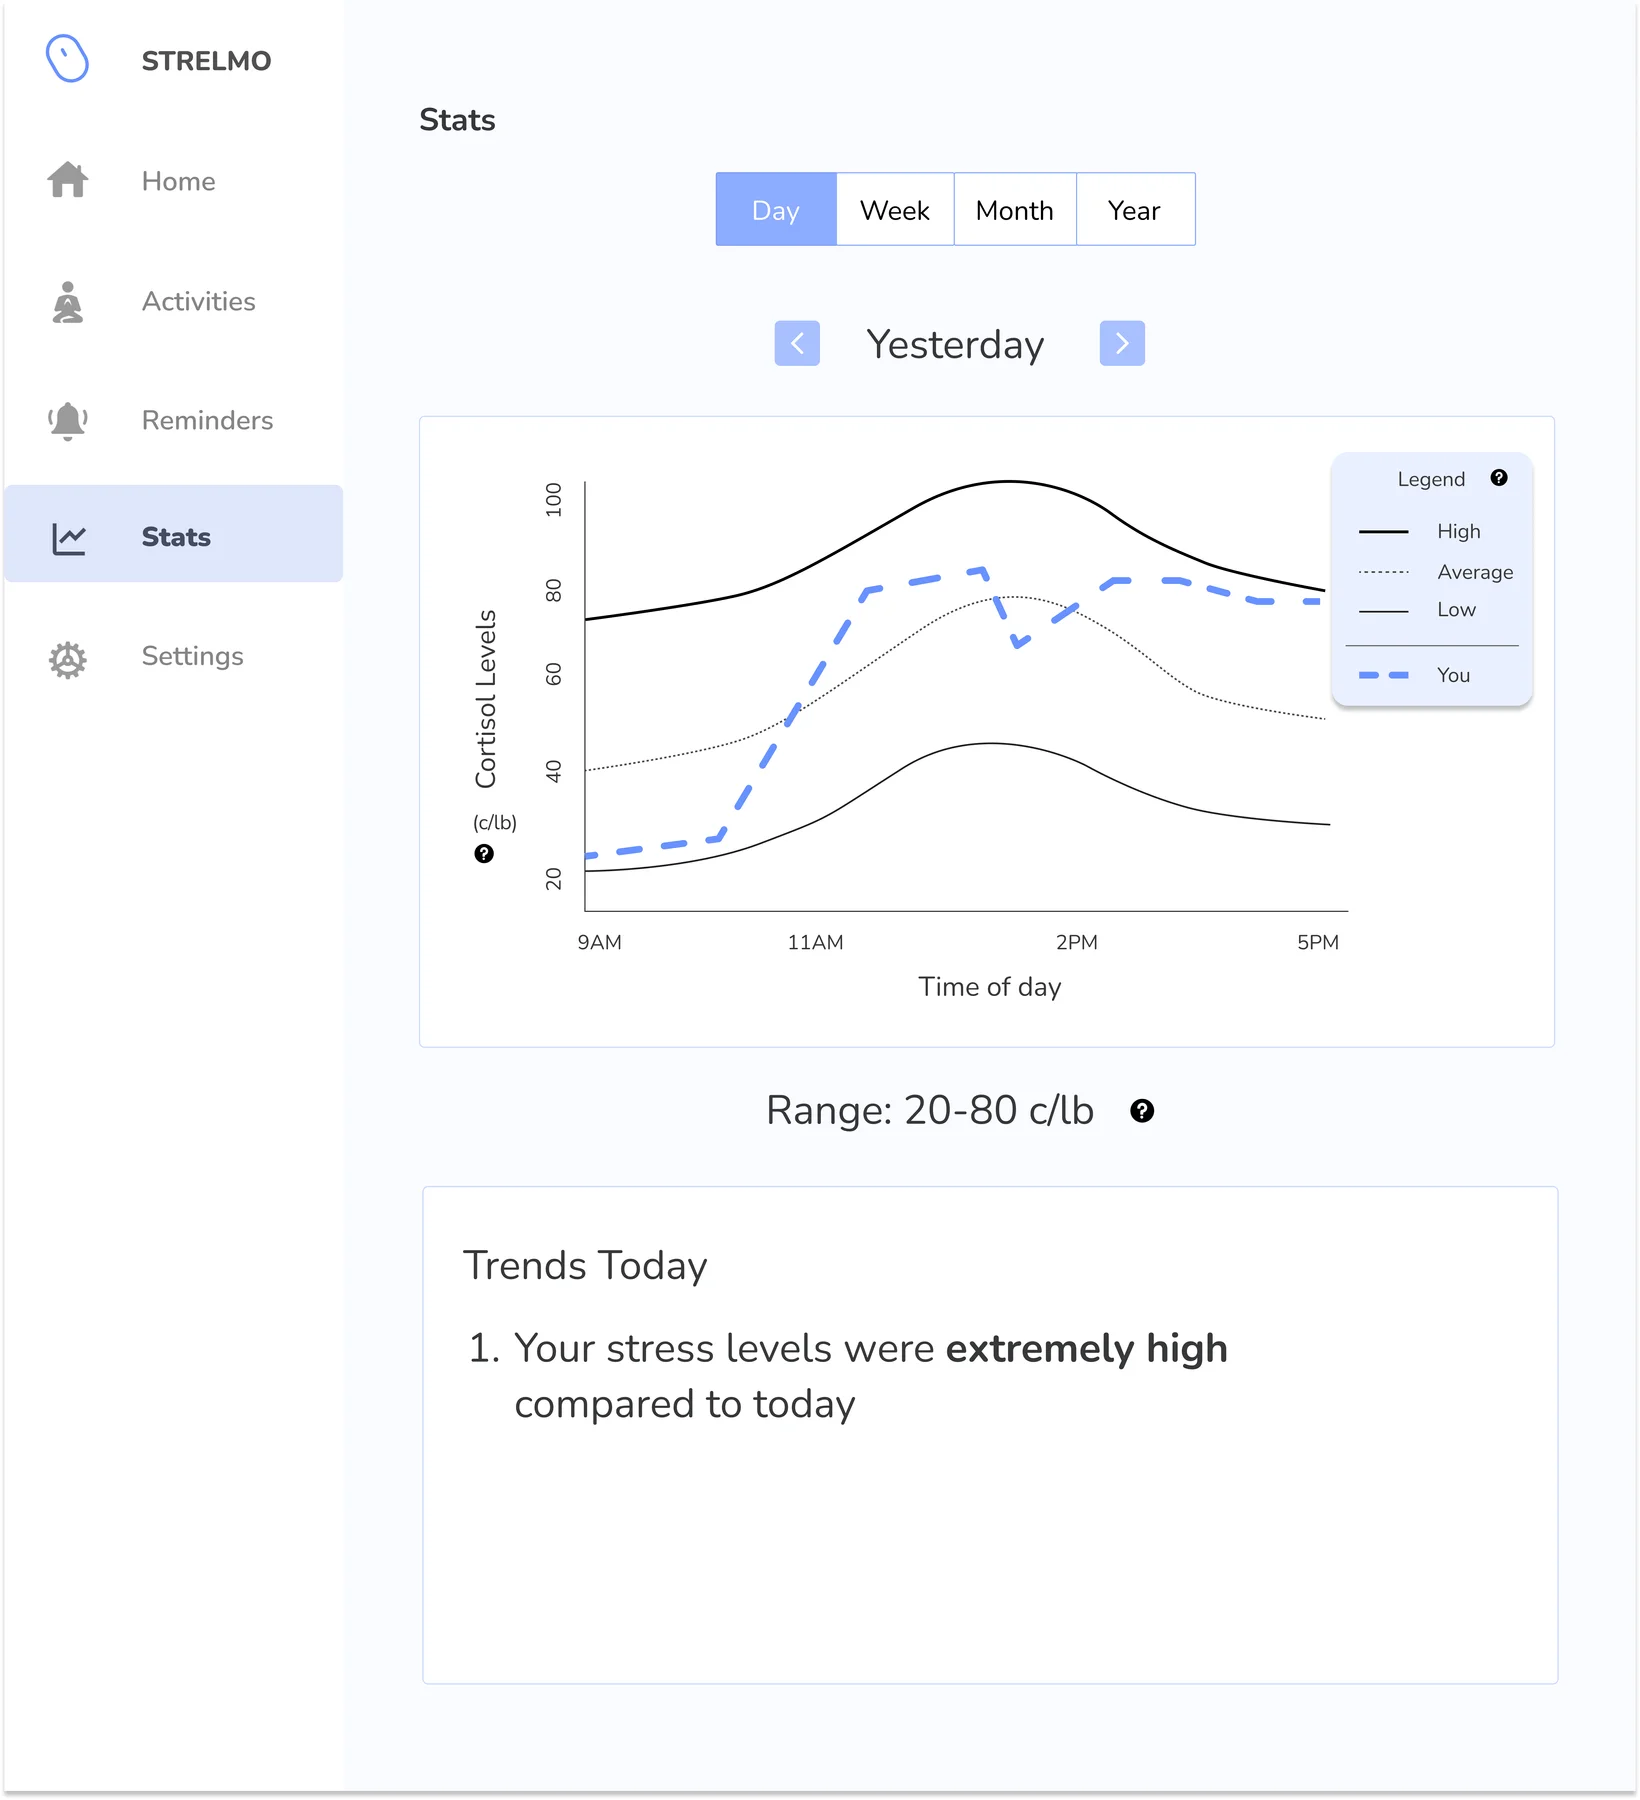 STRELMO
Home
Activities
Reminders
Stats
Settings
Stats
Day Week Month Year
Yesterday
Cortisol Levels
(c/lb)
?
100
80
60
40
20
9AM 11AM 2PM 5PM
Time of day
Legend ?
High
Average
Low
You
Range: 20-80 c/lb ?
Trends Today
1. Your stress levels were extremely high
compared to today